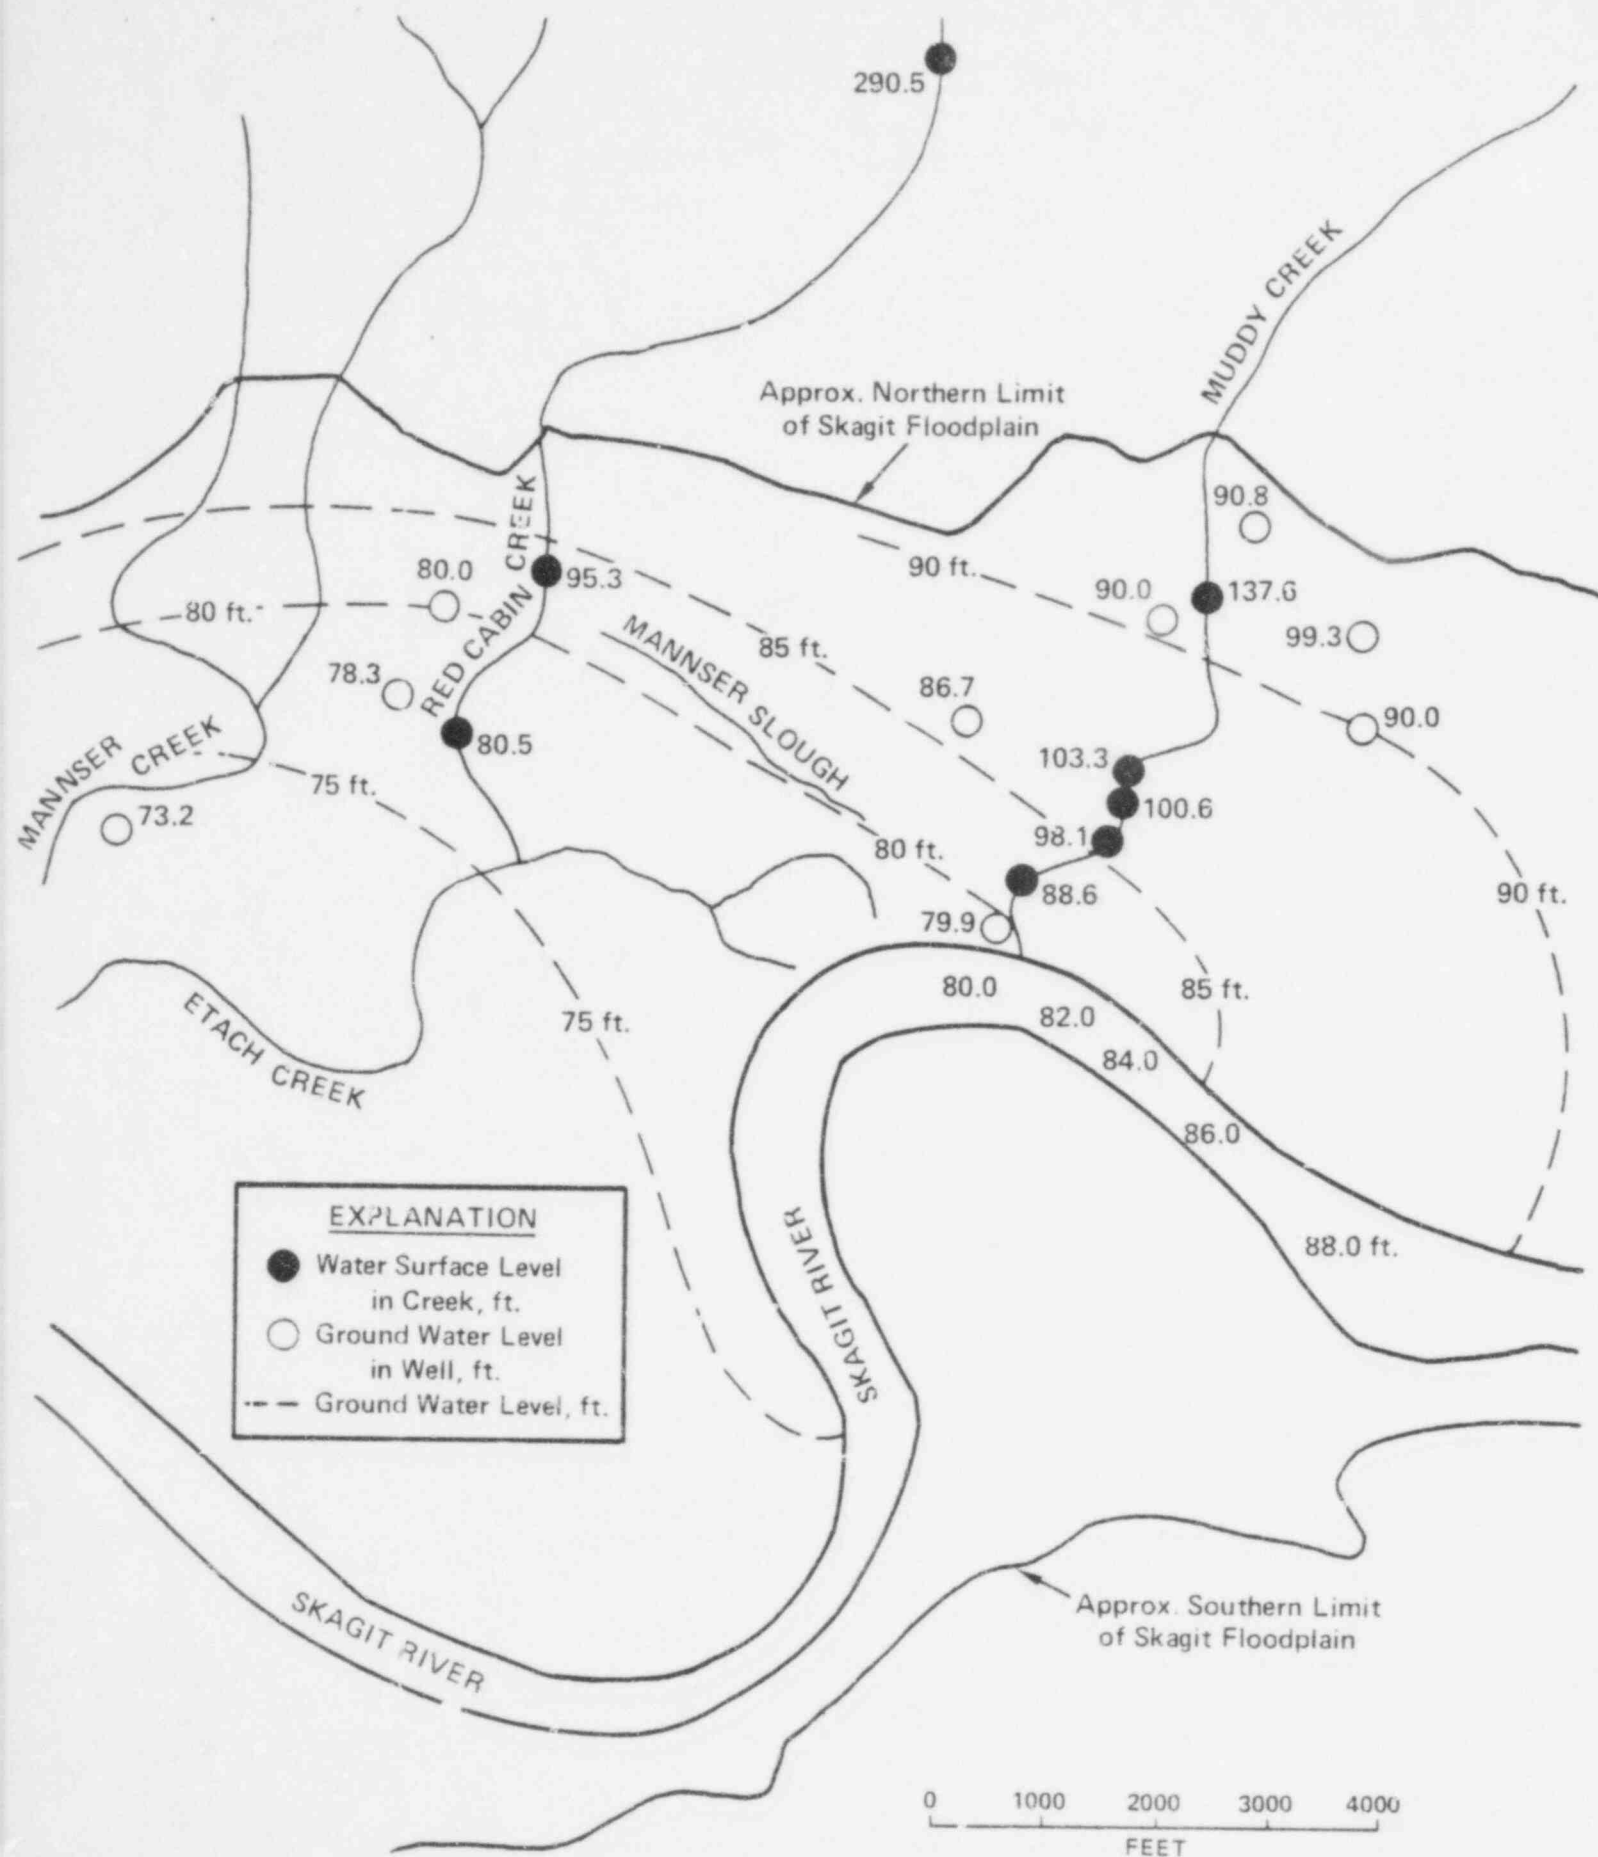 290.5
MUDDY CREEK
Approx. Northern Limit
of Skagit Floodplain
90.8
90 ft.
RED CABIN CREEK
80.0
95.3
90.0
137.6
80 ft.
99.3
MANNSER SLOUGH
85 ft.
78.3
86.7
90.0
MANNSER CREEK
80.5
103.3
75 ft.
100.6
73.2
98.1
80 ft.
88.6
90 ft.
79.9
80.0
85 ft.
ETACH CREEK
75 ft.
82.0
84.0
86.0
EXPLANATION
Water Surface Level
in Creek, ft.
Ground Water Level
in Well, ft.
Ground Water Level, ft.
SKAGIT RIVER
88.0 ft.
SKAGIT RIVER
Approx. Southern Limit
of Skagit Floodplain
0 1000 2000 3000 4000
FEET